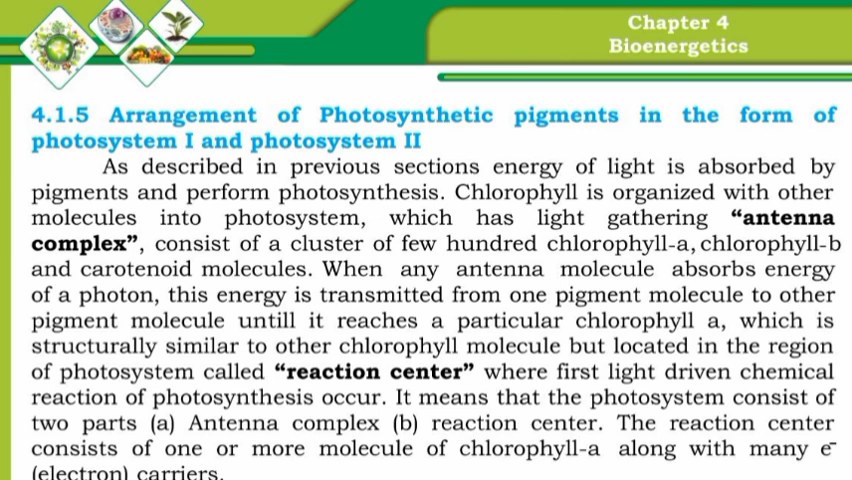 Chapter 4
Bioenergetics
4.1.5 Arrangement of Photosynthetic pigments in the form of
photosystem I and photosystem II
As described in previous sections energy of light is absorbed by
pigments and perform photosynthesis. Chlorophyll is organized with other
molecules into photosystem, which has light gathering “antenna
complex”, consist of a cluster of few hundred chlorophyll-a, chlorophyll-b
and carotenoid molecules. When any antenna molecule absorbs energy
of a photon, this energy is transmitted from one pigment molecule to other
pigment molecule untill it reaches a particular chlorophyll a, which is
structurally similar to other chlorophyll molecule but located in the region
of photosystem called “reaction center” where first light driven chemical
reaction of photosynthesis occur. It means that the photosystem consist of
two parts (a) Antenna complex (b) reaction center. The reaction center
consists of one or more molecule of chlorophyll-a along with many e⁻
(electron) carriers.